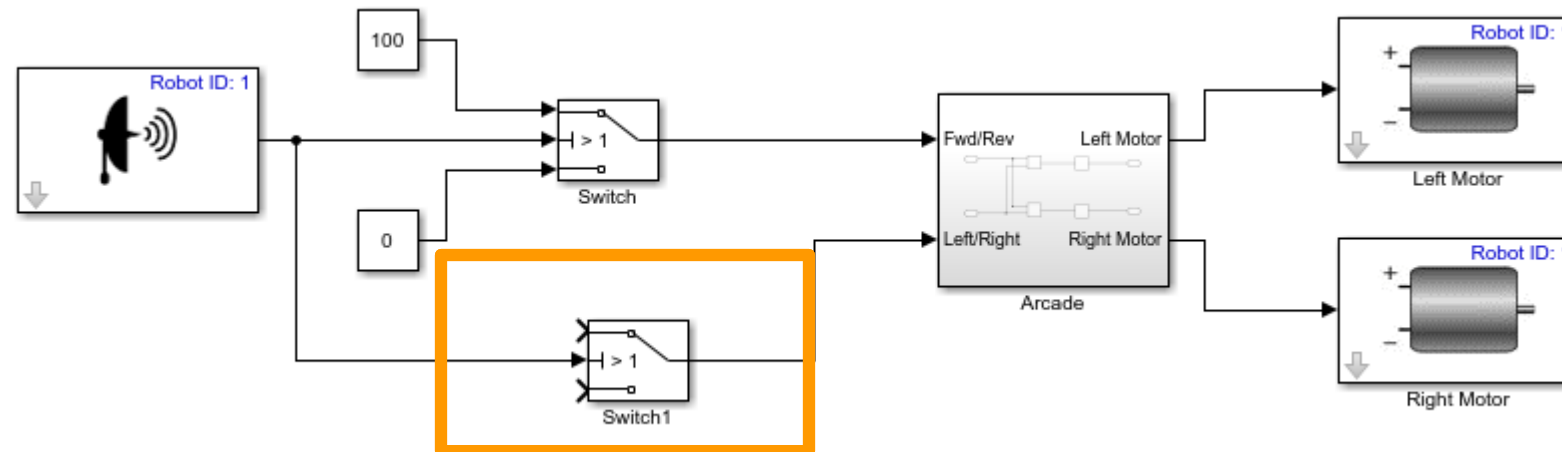 Robot ID: 1
100
> 1
Switch
0
> 1
Switch1
Fwd/Rev
Left Motor
Left/Right
Right Motor
Arcade
Robot ID:
+
−
Left Motor
Robot ID:
+
−
Right Motor